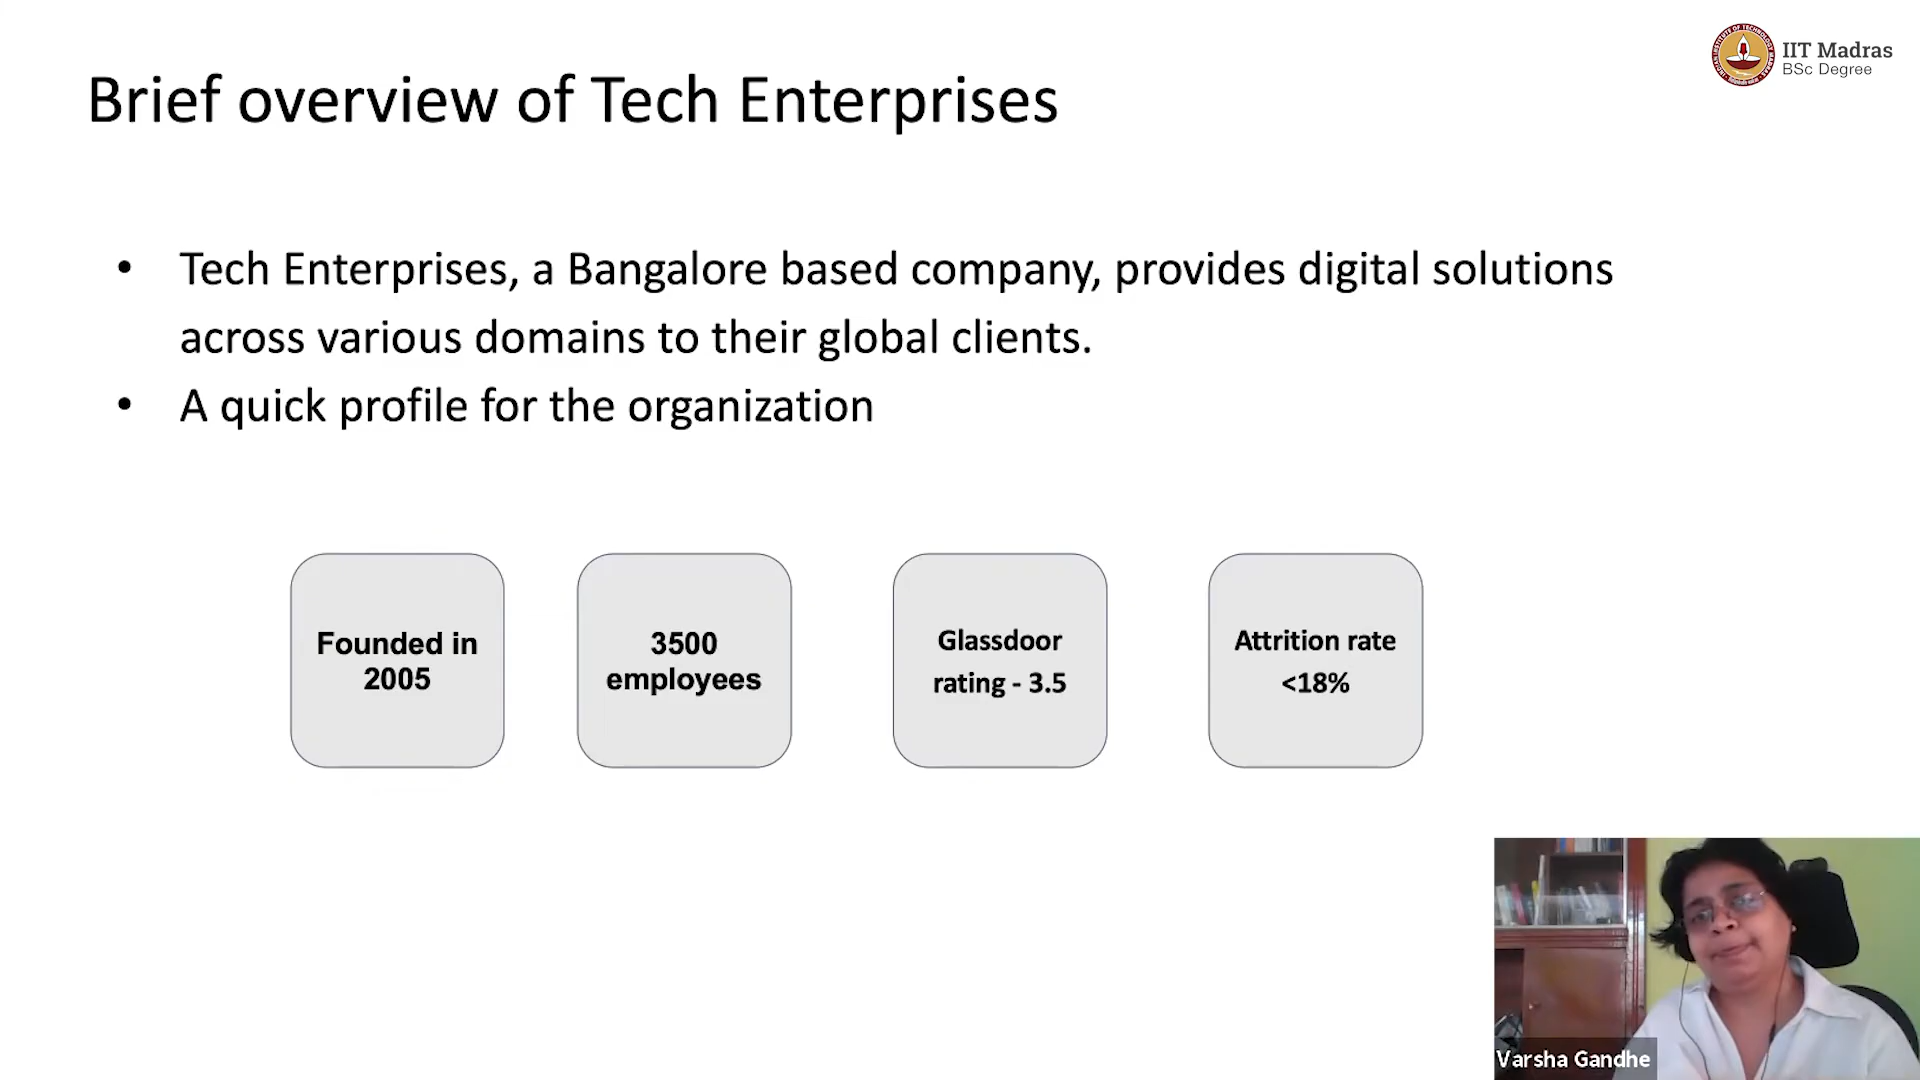 IIT Madras
BSc Degree
Brief overview of Tech Enterprises
• Tech Enterprises, a Bangalore based company, provides digital solutions
across various domains to their global clients.
• A quick profile for the organization
Founded in
2005
3500
employees
Glassdoor
rating - 3.5
Attrition rate
<18%
Varsha Gandhe